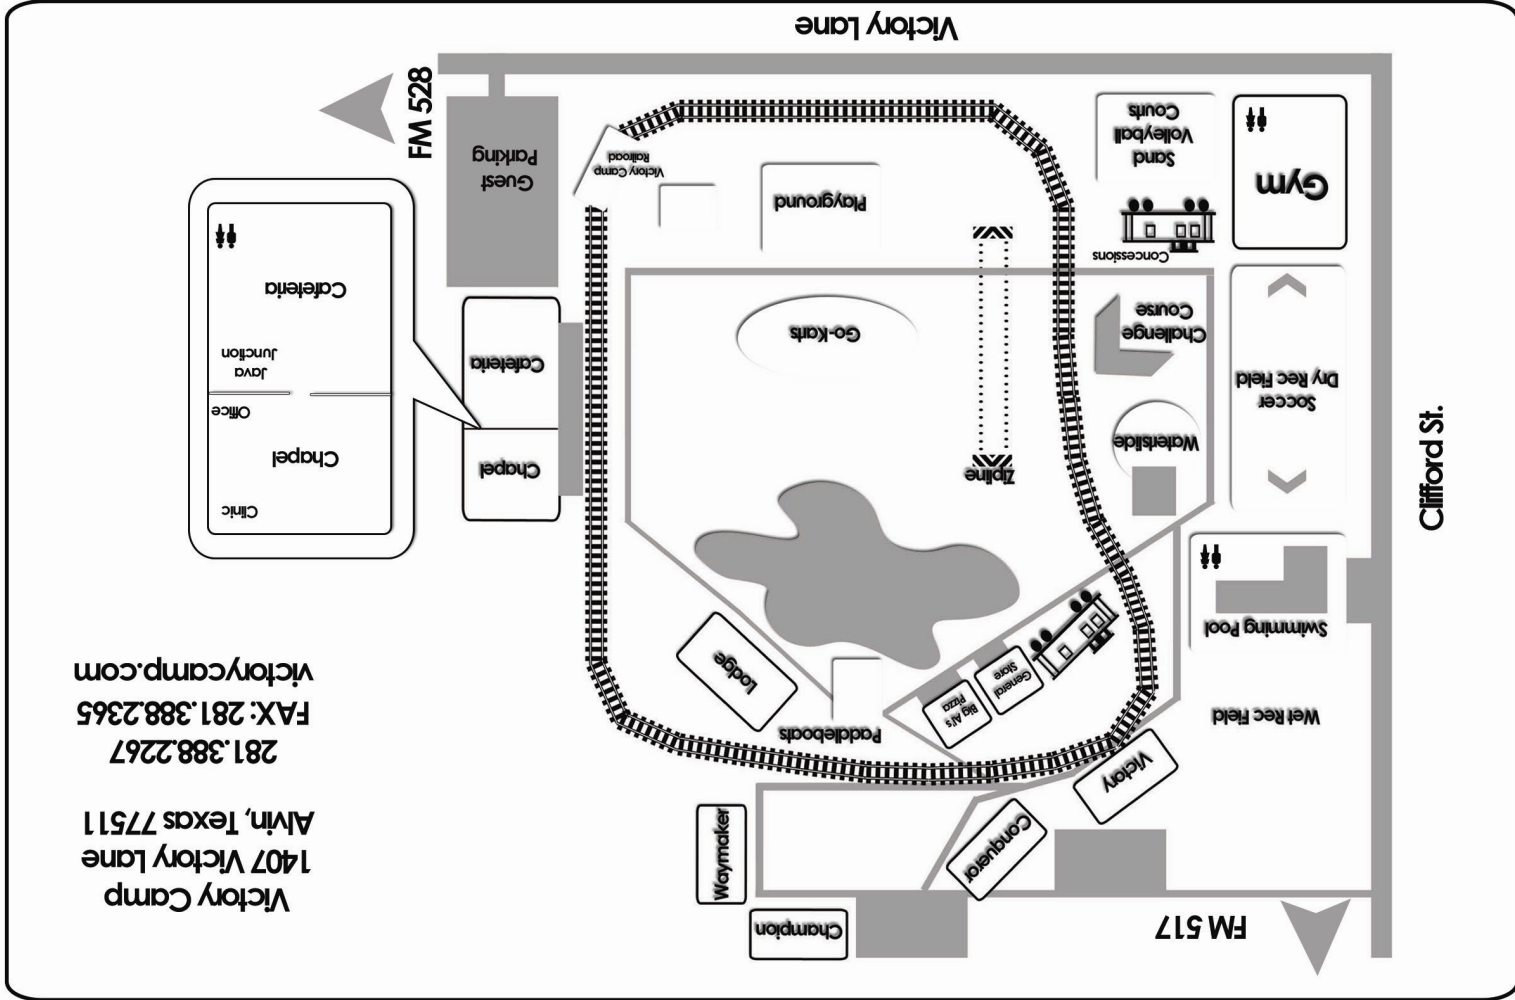 FM 517
Champion
Victory Camp
1407 Victory Lane
Alvin, Texas 77511
281.388.2267
FAX: 281.388.2365
victorycamp.com
Conqueror
Waymaker
Victory
Wet Rec Field
Paddleboats
Big Al's
Pizza
General
Store
Lodge
Swimming Pool
Clifford St.
Zipline
Waterslide
Soccer
Dry Rec Field
Challenge
Course
Go-Karts
Chapel
Cafeteria
Clinic
Chapel
Office
Java
Junction
Cafeteria
Concessions
Gym
Sand
Volleyball
Courts
Playground
Victory Camp
Railroad
Guest
Parking
FM 528
Victory Lane